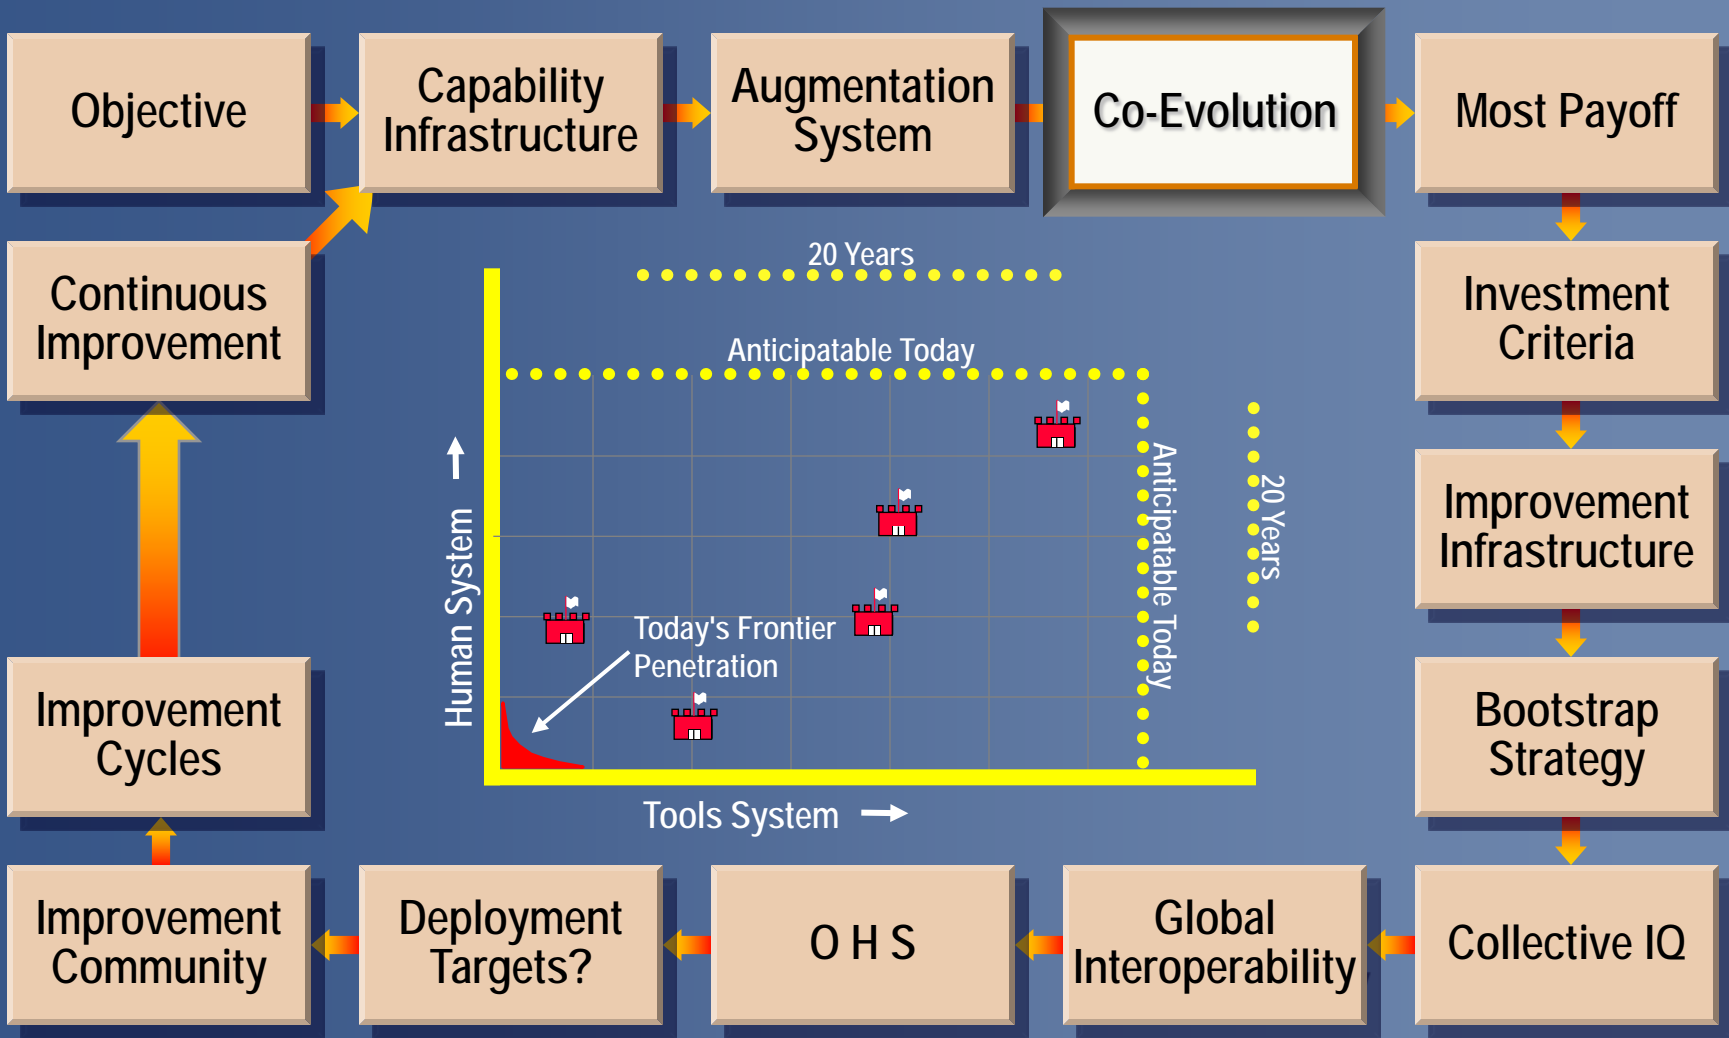 Objective
Capability
Infrastructure
Augmentation
System
Co-Evolution
Most Payoff
Continuous
Improvement
20 Years
Anticipatable Today
Investment
Criteria
Human System
Today's Frontier
Penetration
Anticipatable Today
20 Years
Improvement
Infrastructure
Improvement
Cycles
Tools System
Bootstrap
Strategy
Improvement
Community
Deployment
Targets?
O H S
Global
Interoperability
Collective IQ